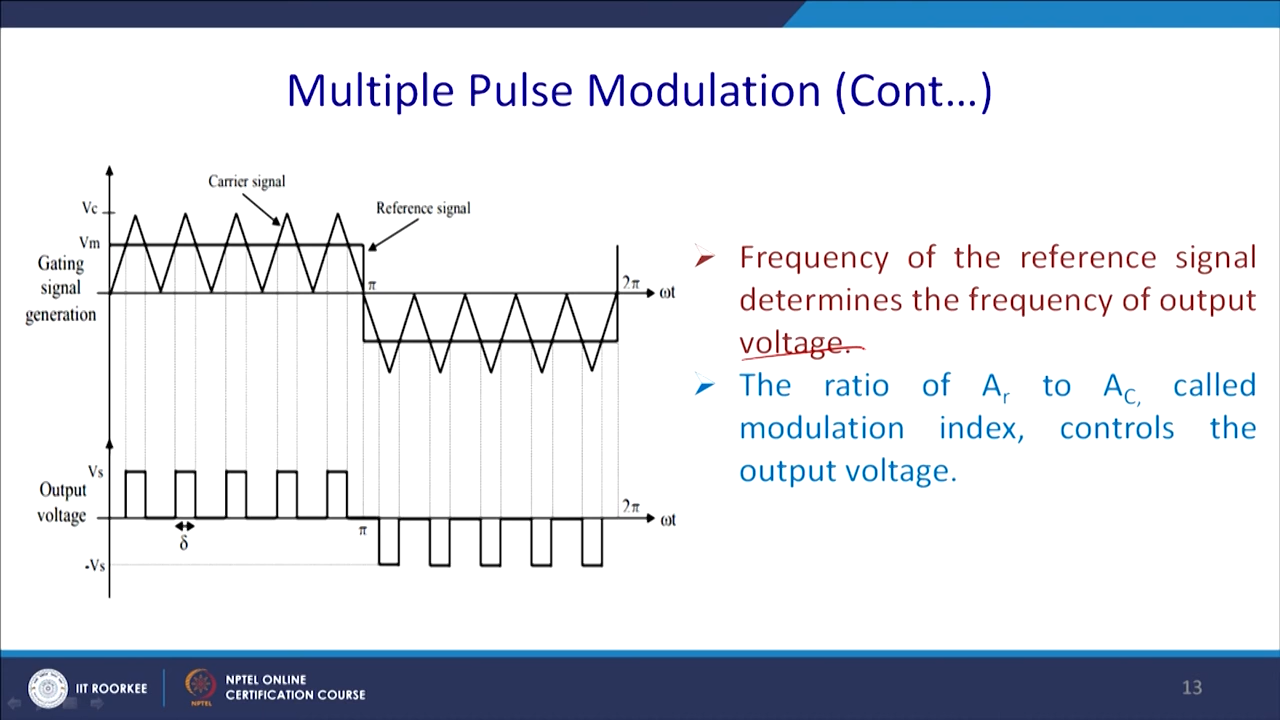 Multiple Pulse Modulation (Cont...)
Carrier signal
Vc
Reference signal
Vm
Gating
signal
generation
π
2π
ωt
Vs
Output
voltage
2π
ωt
π
δ
-Vs
Frequency of the reference signal
determines the frequency of output
voltage.
The ratio of Ar to AC, called
modulation index, controls the
output voltage.
IIT ROORKEE
NPTEL
NPTEL ONLINE
CERTIFICATION COURSE
13